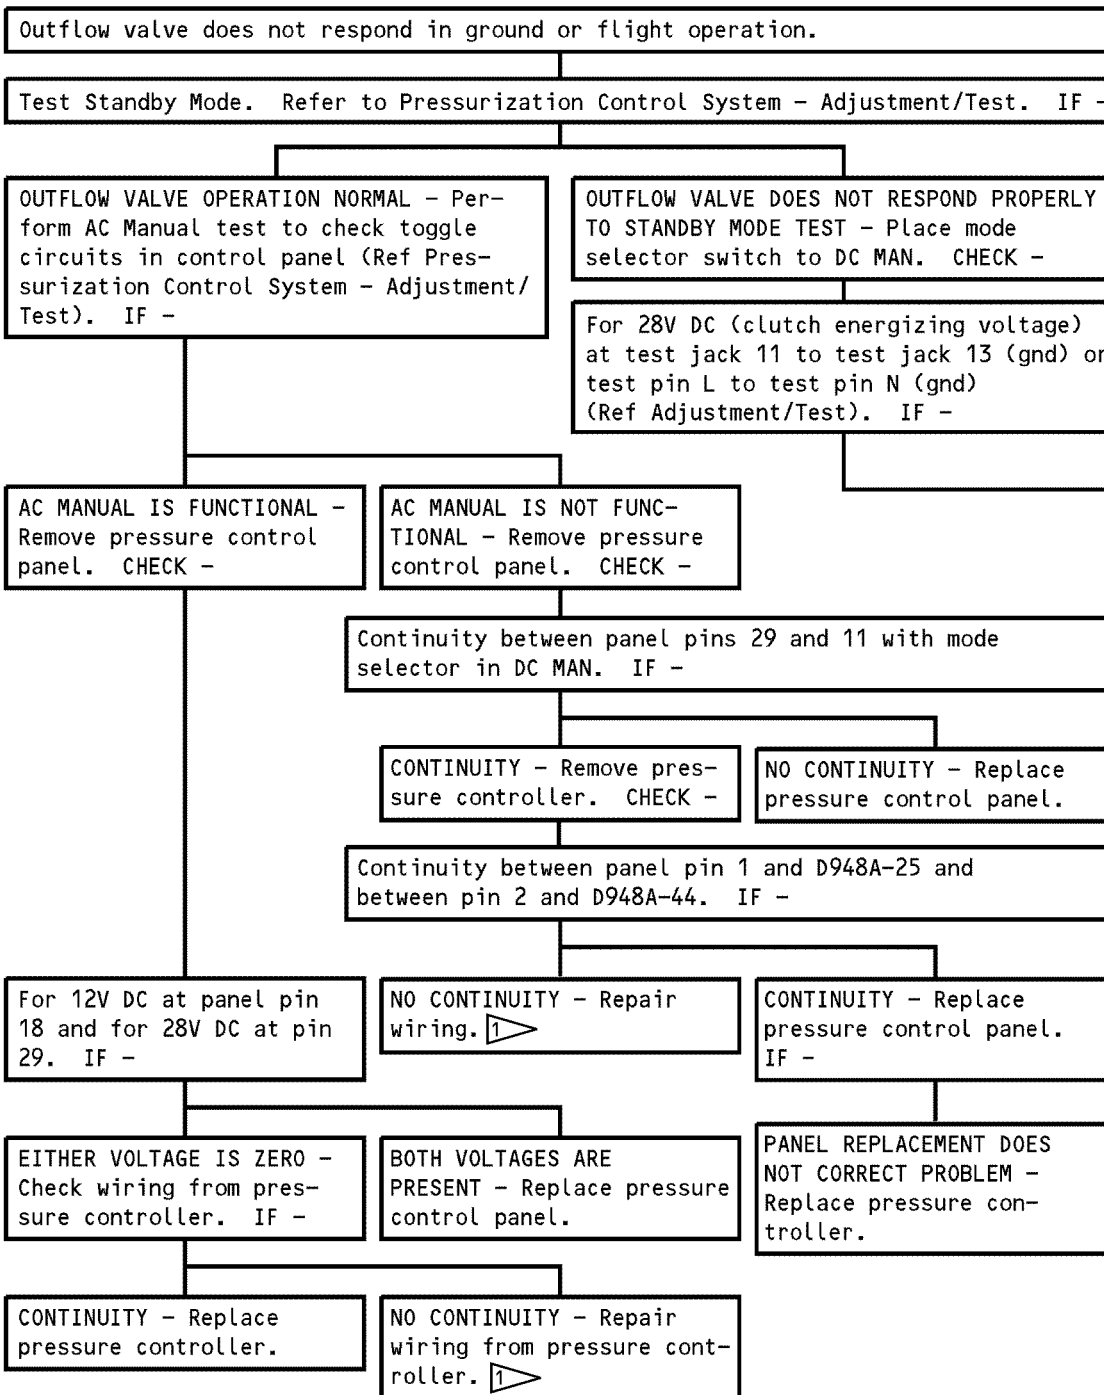 Outflow valve does not respond in ground or flight operation.
Test Standby Mode.  Refer to Pressurization Control System – Adjustment/Test.  IF –
OUTFLOW VALVE OPERATION NORMAL – Per–
form AC Manual test to check toggle
circuits in control panel (Ref Pres–
surization Control System – Adjustment/
Test).  IF –
OUTFLOW VALVE DOES NOT RESPOND PROPERLY
TO STANDBY MODE TEST – Place mode
selector switch to DC MAN.  CHECK –
For 28V DC (clutch energizing voltage)
at test jack 11 to test jack 13 (gnd) or
test pin L to test pin N (gnd)
(Ref Adjustment/Test).  IF –
AC MANUAL IS FUNCTIONAL –
Remove pressure control
panel.  CHECK –
AC MANUAL IS NOT FUNC–
TIONAL – Remove pressure
control panel.  CHECK –
Continuity between panel pins 29 and 11 with mode
selector in DC MAN.  IF –
CONTINUITY – Remove pres–
sure controller.  CHECK –
NO CONTINUITY – Replace
pressure control panel.
Continuity between panel pin 1 and D948A–25 and
between pin 2 and D948A–44.  IF –
For 12V DC at panel pin
18 and for 28V DC at pin
29.  IF –
NO CONTINUITY – Repair
wiring. 1
CONTINUITY – Replace
pressure control panel.
IF –
EITHER VOLTAGE IS ZERO –
Check wiring from pres–
sure controller.  IF –
BOTH VOLTAGES ARE
PRESENT – Replace pressure
control panel.
PANEL REPLACEMENT DOES
NOT CORRECT PROBLEM –
Replace pressure con–
troller.
CONTINUITY – Replace
pressure controller.
NO CONTINUITY – Repair
wiring from pressure cont–
roller. 1